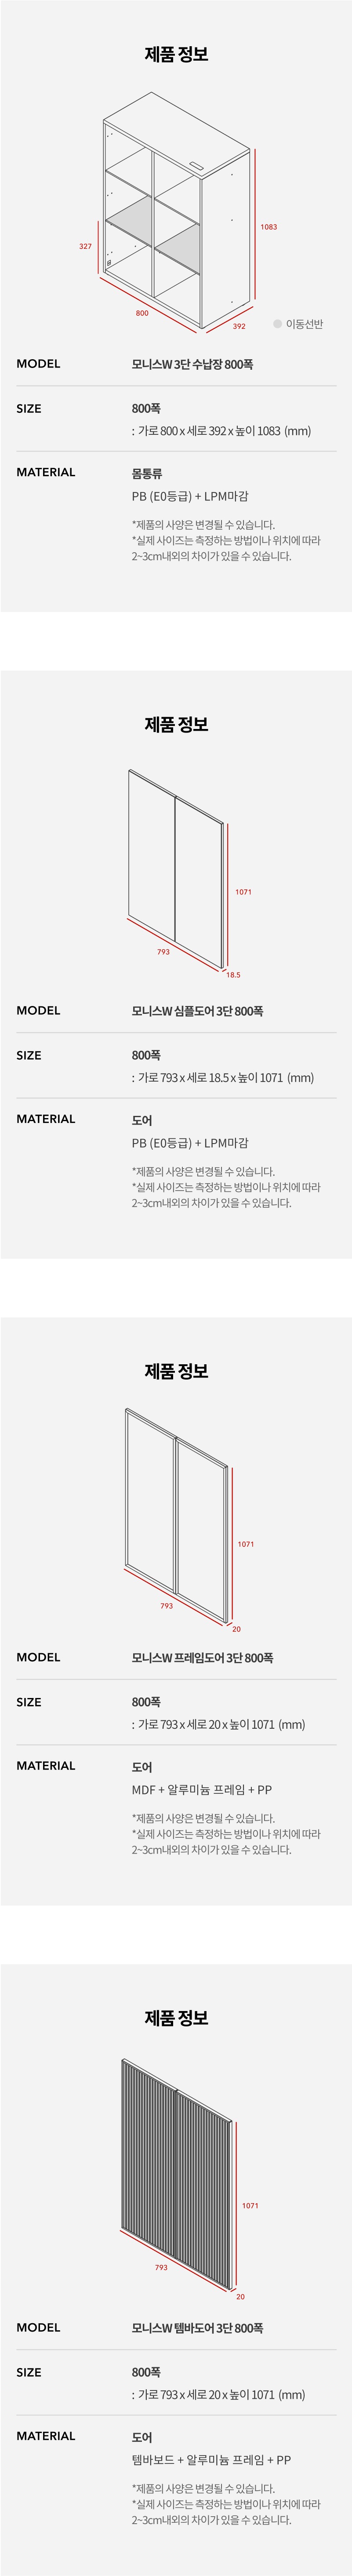 제품 정보
1083
327
800
392
이동선반
MODEL
모니스W 3단 수납장 800폭
SIZE
800폭
: 가로 800 x 세로 392 x 높이 1083 (mm)
MATERIAL
몸통류
PB (E0등급) + LPM마감
*제품의 사양은 변경될 수 있습니다.
*실제 사이즈는 측정하는 방법이나 위치에 따라
2~3cm내외의 차이가 있을 수 있습니다.
제품 정보
1071
793
18.5
MODEL
모니스W 심플도어 3단 800폭
SIZE
800폭
: 가로 793 x 세로 18.5 x 높이 1071 (mm)
MATERIAL
도어
PB (E0등급) + LPM마감
*제품의 사양은 변경될 수 있습니다.
*실제 사이즈는 측정하는 방법이나 위치에 따라
2~3cm내외의 차이가 있을 수 있습니다.
제품 정보
1071
793
20
MODEL
모니스W 프레임도어 3단 800폭
SIZE
800폭
: 가로 793 x 세로 20 x 높이 1071 (mm)
MATERIAL
도어
MDF + 알루미늄 프레임 + PP
*제품의 사양은 변경될 수 있습니다.
*실제 사이즈는 측정하는 방법이나 위치에 따라
2~3cm내외의 차이가 있을 수 있습니다.
제품 정보
1071
793
20
MODEL
모니스W 템바도어 3단 800폭
SIZE
800폭
: 가로 793 x 세로 20 x 높이 1071 (mm)
MATERIAL
도어
템바보드 + 알루미늄 프레임 + PP
*제품의 사양은 변경될 수 있습니다.
*실제 사이즈는 측정하는 방법이나 위치에 따라
2~3cm내외의 차이가 있을 수 있습니다.